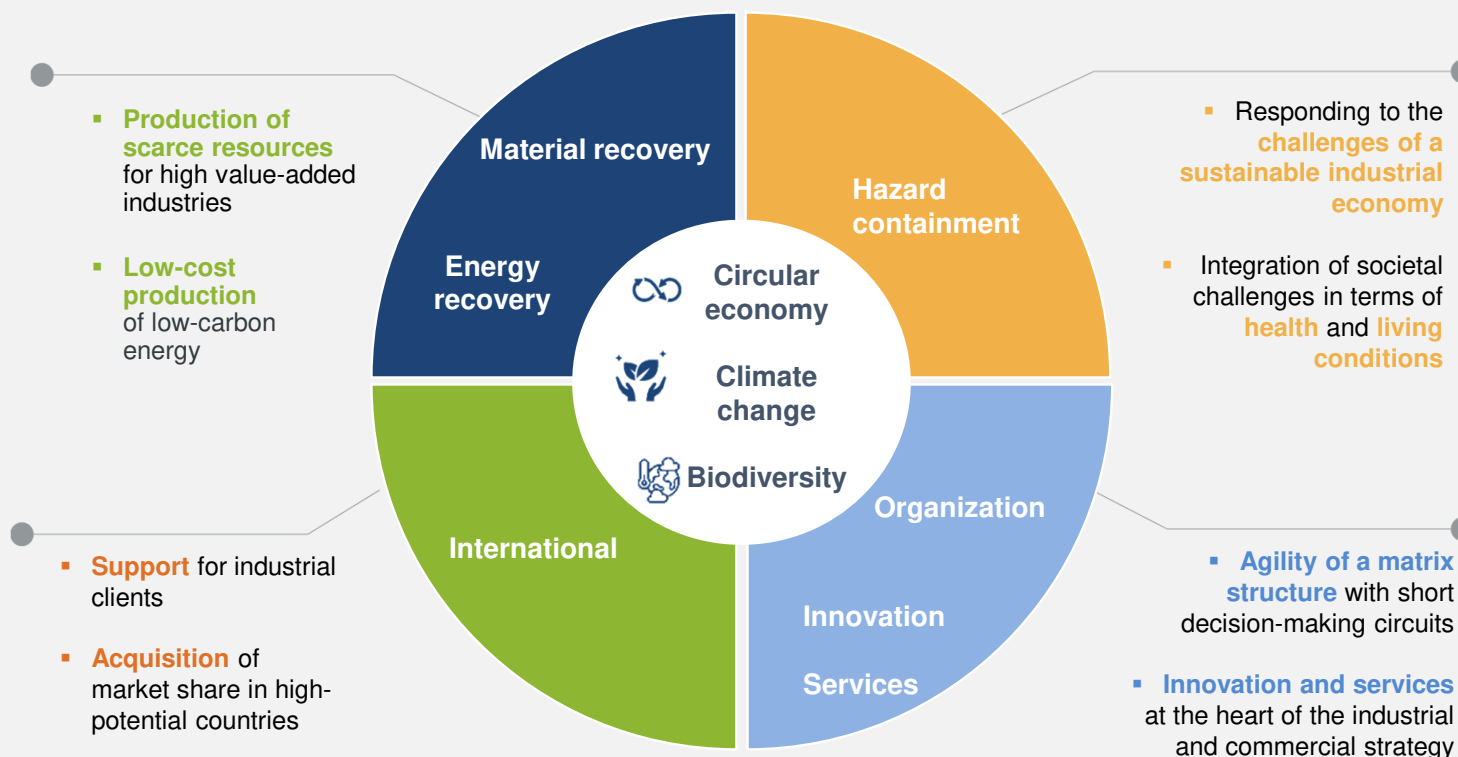 ▪ Production of
scarce resources
for high value-added
industries
▪ Low-cost
production
of low-carbon
energy
Material recovery
Energy
recovery
Hazard
containment
▪ Responding to the
challenges of a
sustainable industrial
economy
▪ Integration of societal
challenges in terms of
health and living
conditions
Circular
economy
Climate
change
Biodiversity
International
▪ Support for industrial
clients
▪ Acquisition of
market share in high-
potential countries
Organization
Innovation
Services
▪ Agility of a matrix
structure with short
decision-making circuits
▪ Innovation and services
at the heart of the industrial
and commercial strategy